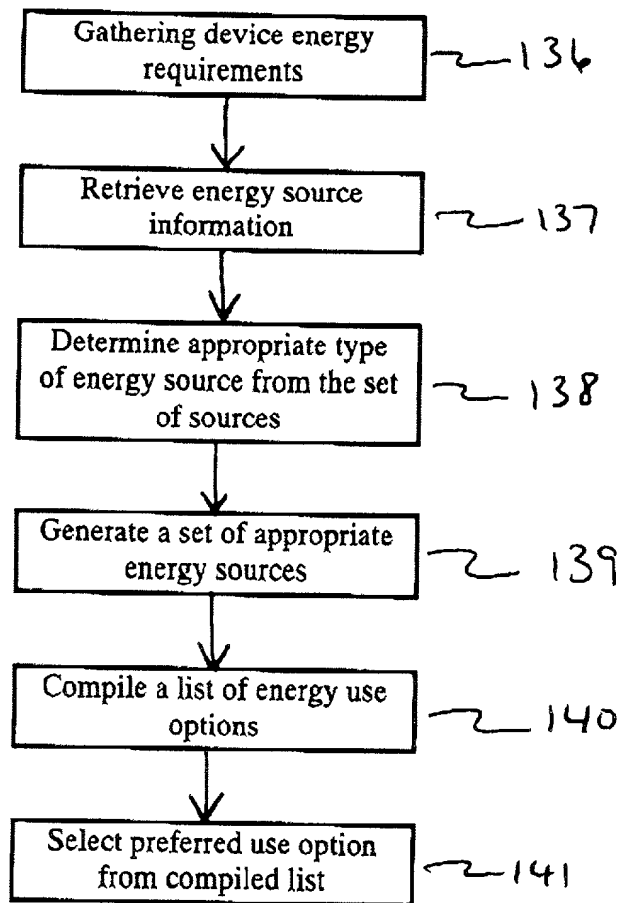 Gathering device energy
requirements
136
Retrieve energy source
information
137
Determine appropriate type
of energy source from the set
of sources
138
Generate a set of appropriate
energy sources
139
Compile a list of energy use
options
140
Select preferred use option
from compiled list
141